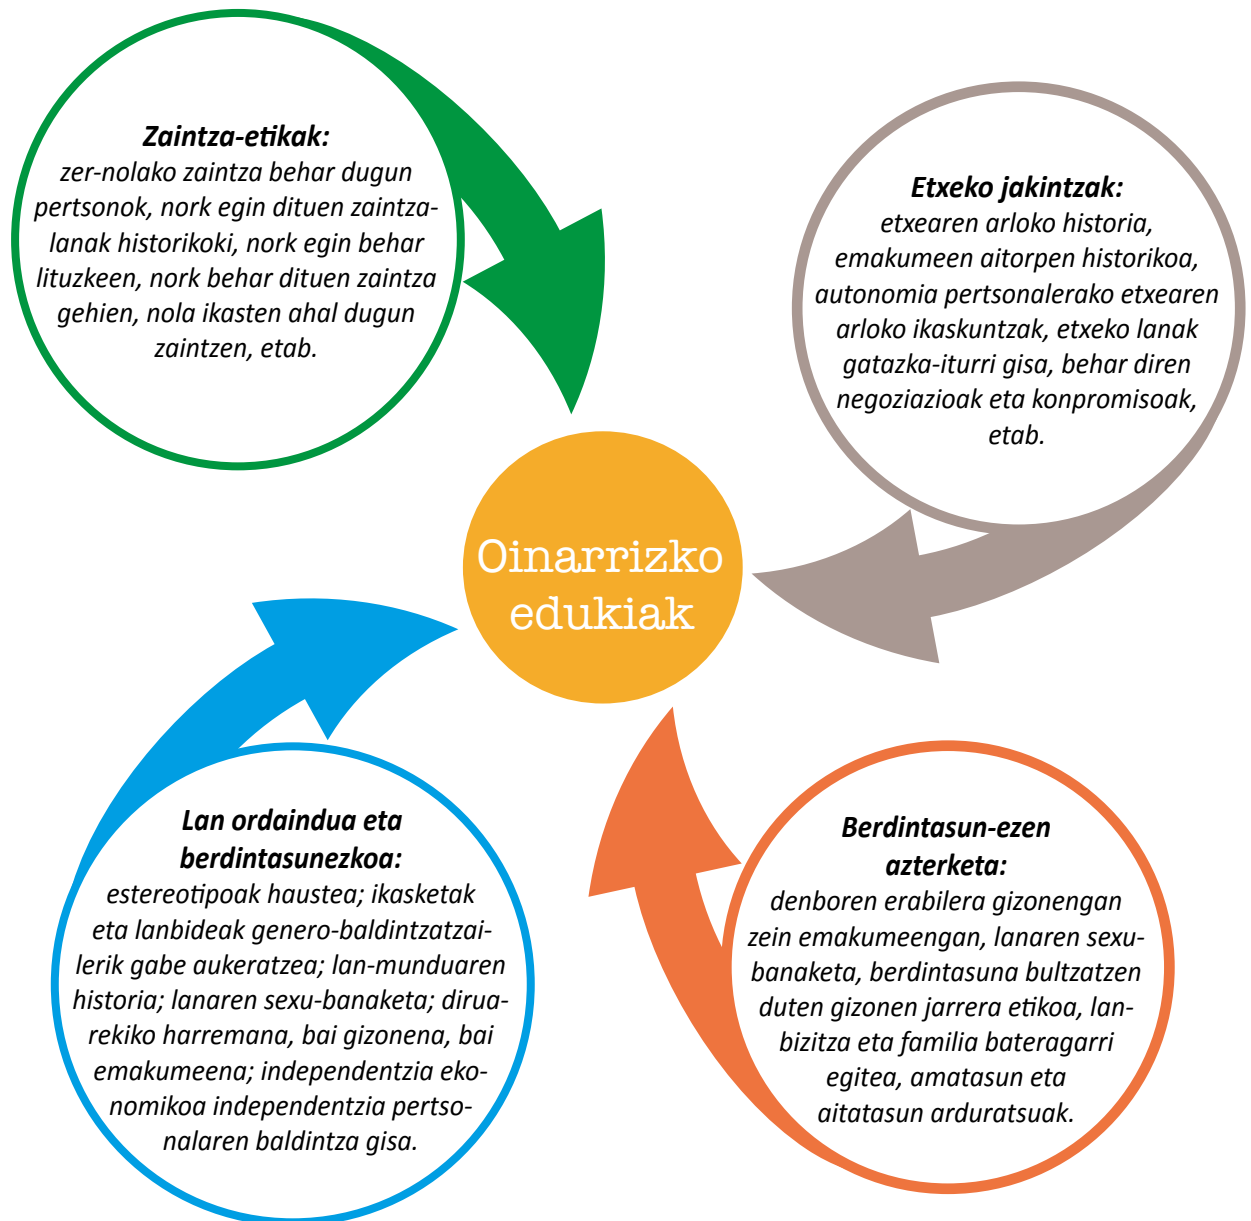 Zaintza-etikak:
zer-nolako zaintza behar dugun
pertsonok, nork egin dituen zaintza-
lanak historikoki, nork egin behar
lituzkeen, nork behar dituen zaintza
gehien, nola ikasten ahal dugun
zaintzen, etab.
Etxeko jakintzak:
etxearen arloko historia,
emakumeen aitorpen historikoa,
autonomia pertsonalerako etxearen
arloko ikaskuntzak, etxeko lanak
gatazka-iturri gisa, behar diren
negoziazioak eta konpromisoak,
etab.
Oinarrizko
edukiak
Lan ordaindua eta
berdintasunezkoa:
estereotipoak haustea; ikasketak
eta lanbideak genero-baldintzatzai-
lerik gabe aukeratzea; lan-munduaren
historia; lanaren sexu-banaketa; dirua-
rekiko harremana, bai gizonena, bai
emakumeena; independentzia eko-
nomikoa independentzia pertso-
nalaren baldintza gisa.
Berdintasun-ezen
azterketa:
denboren erabilera gizonengan
zein emakumeengan, lanaren sexu-
banaketa, berdintasuna bultzatzen
duten gizonen jarrera etikoa, lan-
bizitza eta familia bateragarri
egitea, amatasun eta
aitatasun arduratsuak.